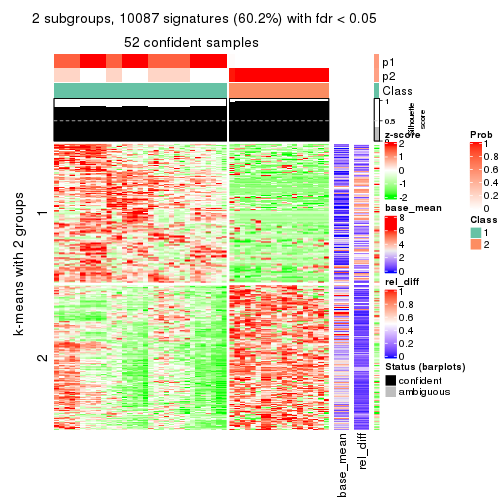 2 subgroups, 10087 signatures (60.2%) with fdr < 0.05
52 confident samples
p1
p2
Class
1
0.5
0
Silhouette
score
k-means with 2 groups
1
2
base_mean
rel_diff
z-score
2
1
0
-1
-2
base_mean
8
6
4
2
0
rel_diff
1
0.8
0.6
0.4
0.2
0
Status (barplots)
confident
ambiguous
Prob
1
0.8
0.6
0.4
0.2
0
Class
1
2